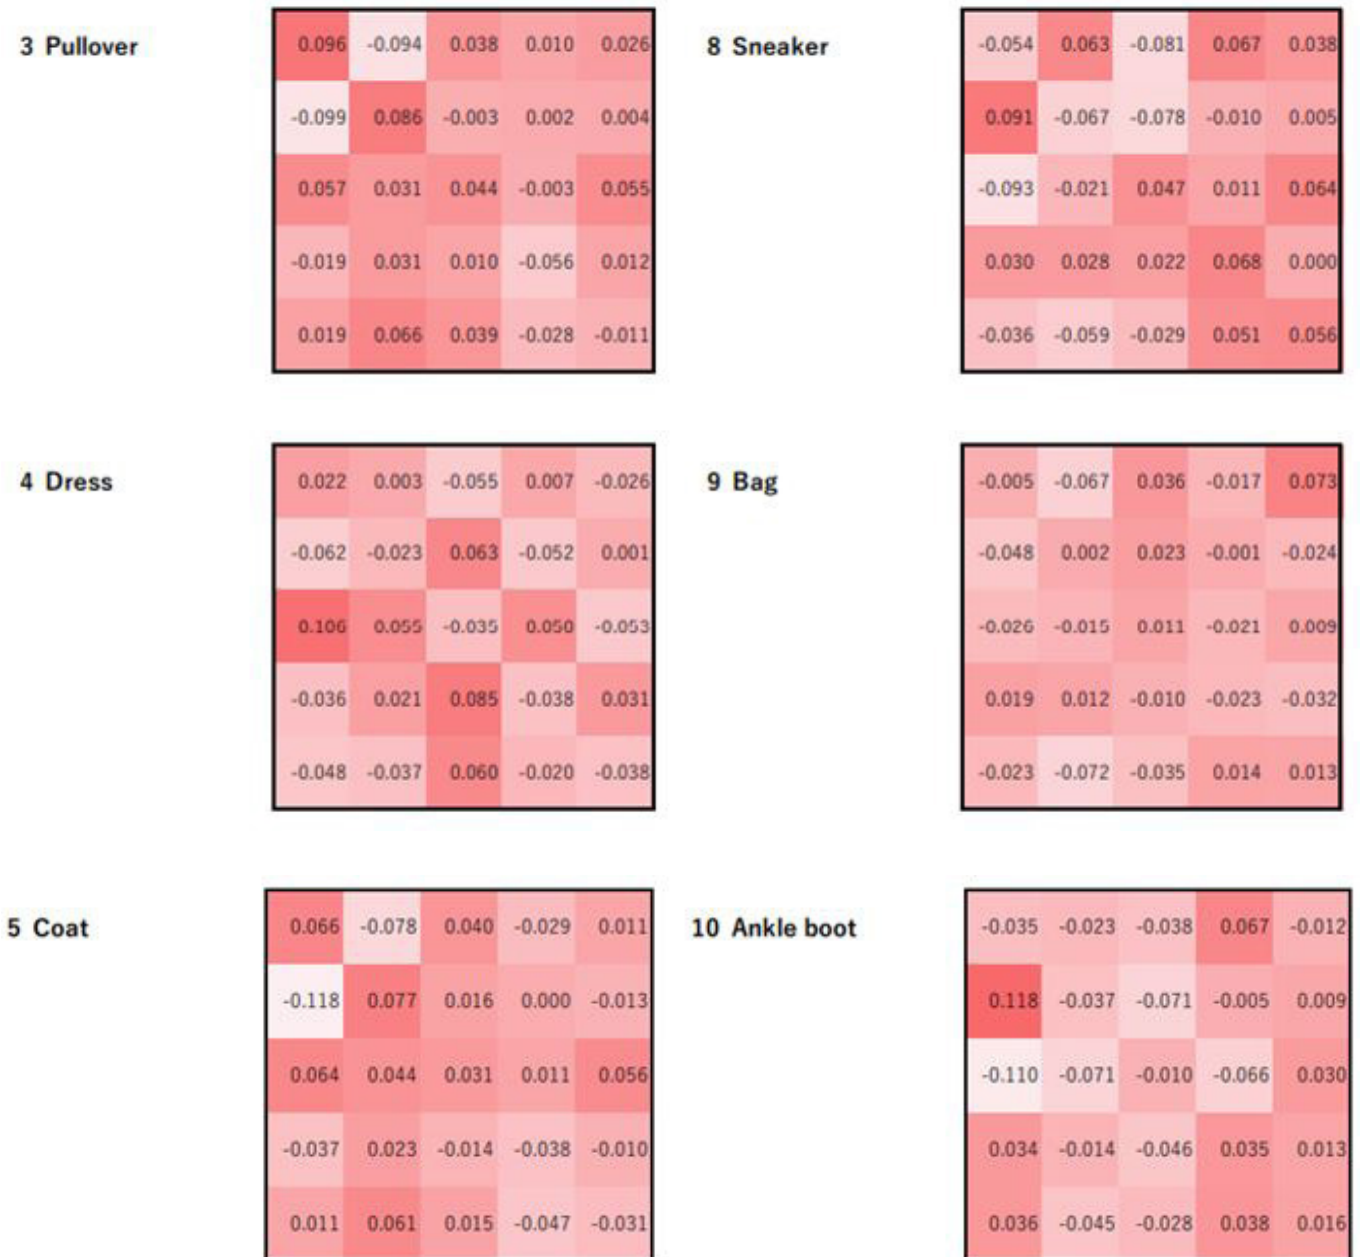 3 Pullover
0.096 -0.094 0.038 0.010 0.026
-0.099 0.086 -0.003 0.002 0.004
0.057 0.031 0.044 -0.003 0.055
-0.019 0.031 0.010 -0.056 0.012
0.019 0.066 0.039 -0.028 -0.011
8 Sneaker
-0.054 0.063 -0.081 0.067 0.038
0.091 -0.067 -0.078 -0.010 0.005
-0.093 -0.021 0.047 0.011 0.064
0.030 0.028 0.022 0.068 0.000
-0.036 -0.059 -0.029 0.051 0.056
4 Dress
0.022 0.003 -0.055 0.007 -0.026
-0.062 -0.023 0.063 -0.052 0.001
0.106 0.055 -0.035 0.050 -0.053
-0.036 0.021 0.085 -0.038 0.031
-0.048 -0.037 0.060 -0.020 -0.038
9 Bag
-0.005 -0.067 0.036 -0.017 0.073
-0.048 0.002 0.023 -0.001 -0.024
-0.026 -0.015 0.011 -0.021 0.009
0.019 0.012 -0.010 -0.023 -0.032
-0.023 -0.072 -0.035 0.014 0.013
5 Coat
0.066 -0.078 0.040 -0.029 0.011
-0.118 0.077 0.016 0.000 -0.013
0.064 0.044 0.031 0.011 0.056
-0.037 0.023 -0.014 -0.038 -0.010
0.011 0.061 0.015 -0.047 -0.031
10 Ankle boot
-0.035 -0.023 -0.038 0.067 -0.012
0.118 -0.037 -0.071 -0.005 0.009
-0.110 -0.071 -0.010 -0.066 0.030
0.034 -0.014 -0.046 0.035 0.013
0.036 -0.045 -0.028 0.038 0.016